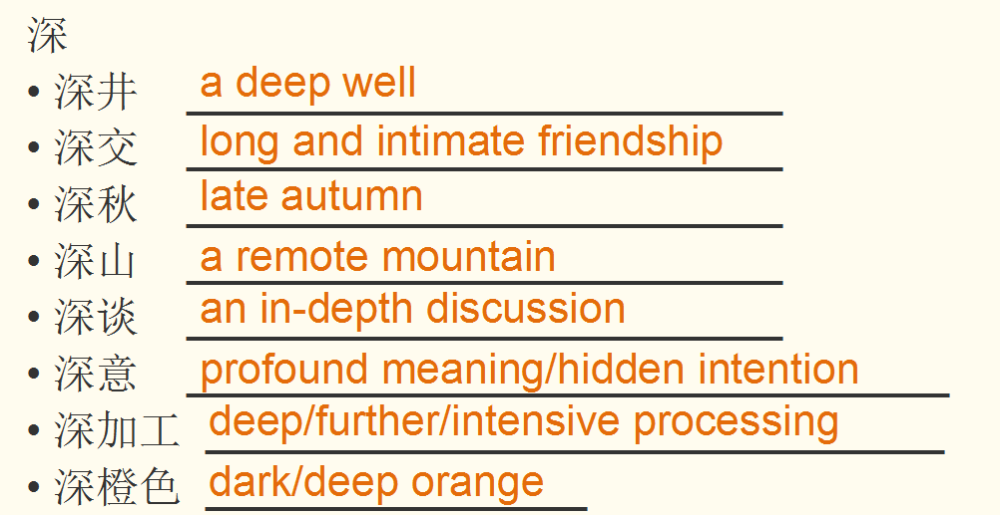 深
• 深井 a deep well
• 深交 long and intimate friendship
• 深秋 late autumn
• 深山 a remote mountain
• 深谈 an in-depth discussion
• 深意 profound meaning/hidden intention
• 深加工 deep/further/intensive processing
• 深橙色 dark/deep orange